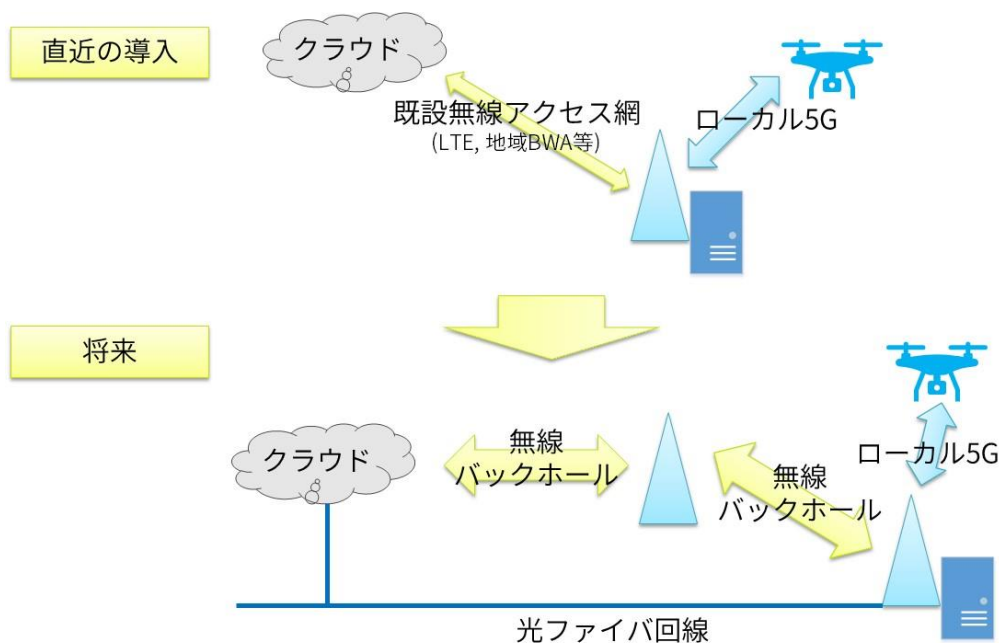 直近の導入
クラウド
既設無線アクセス網
(LTE, 地域BWA等)
ローカル5G
将来
クラウド
無線
バックホール
無線
バックホール
ローカル5G
光ファイバ回線